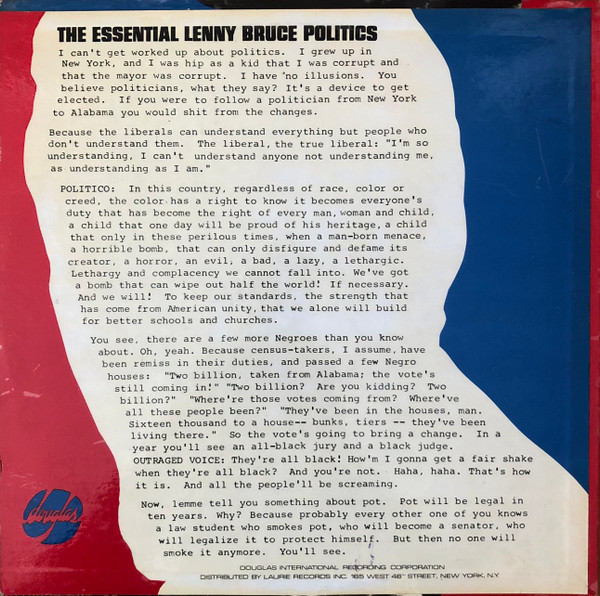 THE ESSENTIAL LENNY BRUCE POLITICS
I can't get worked up about politics. I grew up in
New York, and I was hip as a kid that I was corrupt and
that the mayor was corrupt. I have no illusions. You
believe politicians, what they say? It's a device to get
elected. If you were to follow a politician from New York
to Alabama you would shit from the changes.
Because the liberals can understand everything but people who
don't understand them. The liberal, the true liberal: "I'm so
understanding, I can't understand anyone not understanding me,
as understanding as I am."
POLITICO: In this country, regardless of race, color or
creed, the color has a right to know it becomes everyone's
duty that has become the right of every man, woman and child,
a child that one day will be proud of his heritage, a child
that only in these perilous times, when a man-born menace,
a horrible bomb, that can only disfigure and defame its
creator, a horror, an evil, a bad, a lazy, a lethargic.
Lethargy and complacency we cannot fall into. We've got
a bomb that can wipe out half the world! If necessary.
And we will! To keep our standards, the strength that
has come from American unity, that we alone will build
for better schools and churches.
You see, there are a few more Negroes than you know
about. Oh, yeah. Because census-takers, I assume, have
been remiss in their duties, and passed a few Negro
houses: "Two billion, taken from Alabama; the vote's
still coming in!" "Two billion? Are you kidding? Two
billion?" "Where're those votes coming from? Where've
all these people been?" "They've been in the houses, man.
Sixteen thousand to a house-- bunks, tiers -- they've been
living there." So the vote's going to bring a change. In a
year you'll see an all-black jury and a black judge.
OUTRAGED VOICE: They're all black! How'm I gonna get a fair shake
when they're all black? And you're not. Haha, haha. That's how
it is. And all the people'll be screaming.
Now, lemme tell you something about pot. Pot will be legal in
ten years. Why? Because probably every other one of you knows
a law student who smokes pot, who will become a senator, who
will legalize it to protect himself. But then no one will
smoke it anymore. You'll see.
douglas
DOUGLAS INTERNATIONAL RECORDING CORPORATION
DISTRIBUTED BY LAURIE RECORDS INC. 165 WEST 46TH STREET, NEW YORK, N.Y.